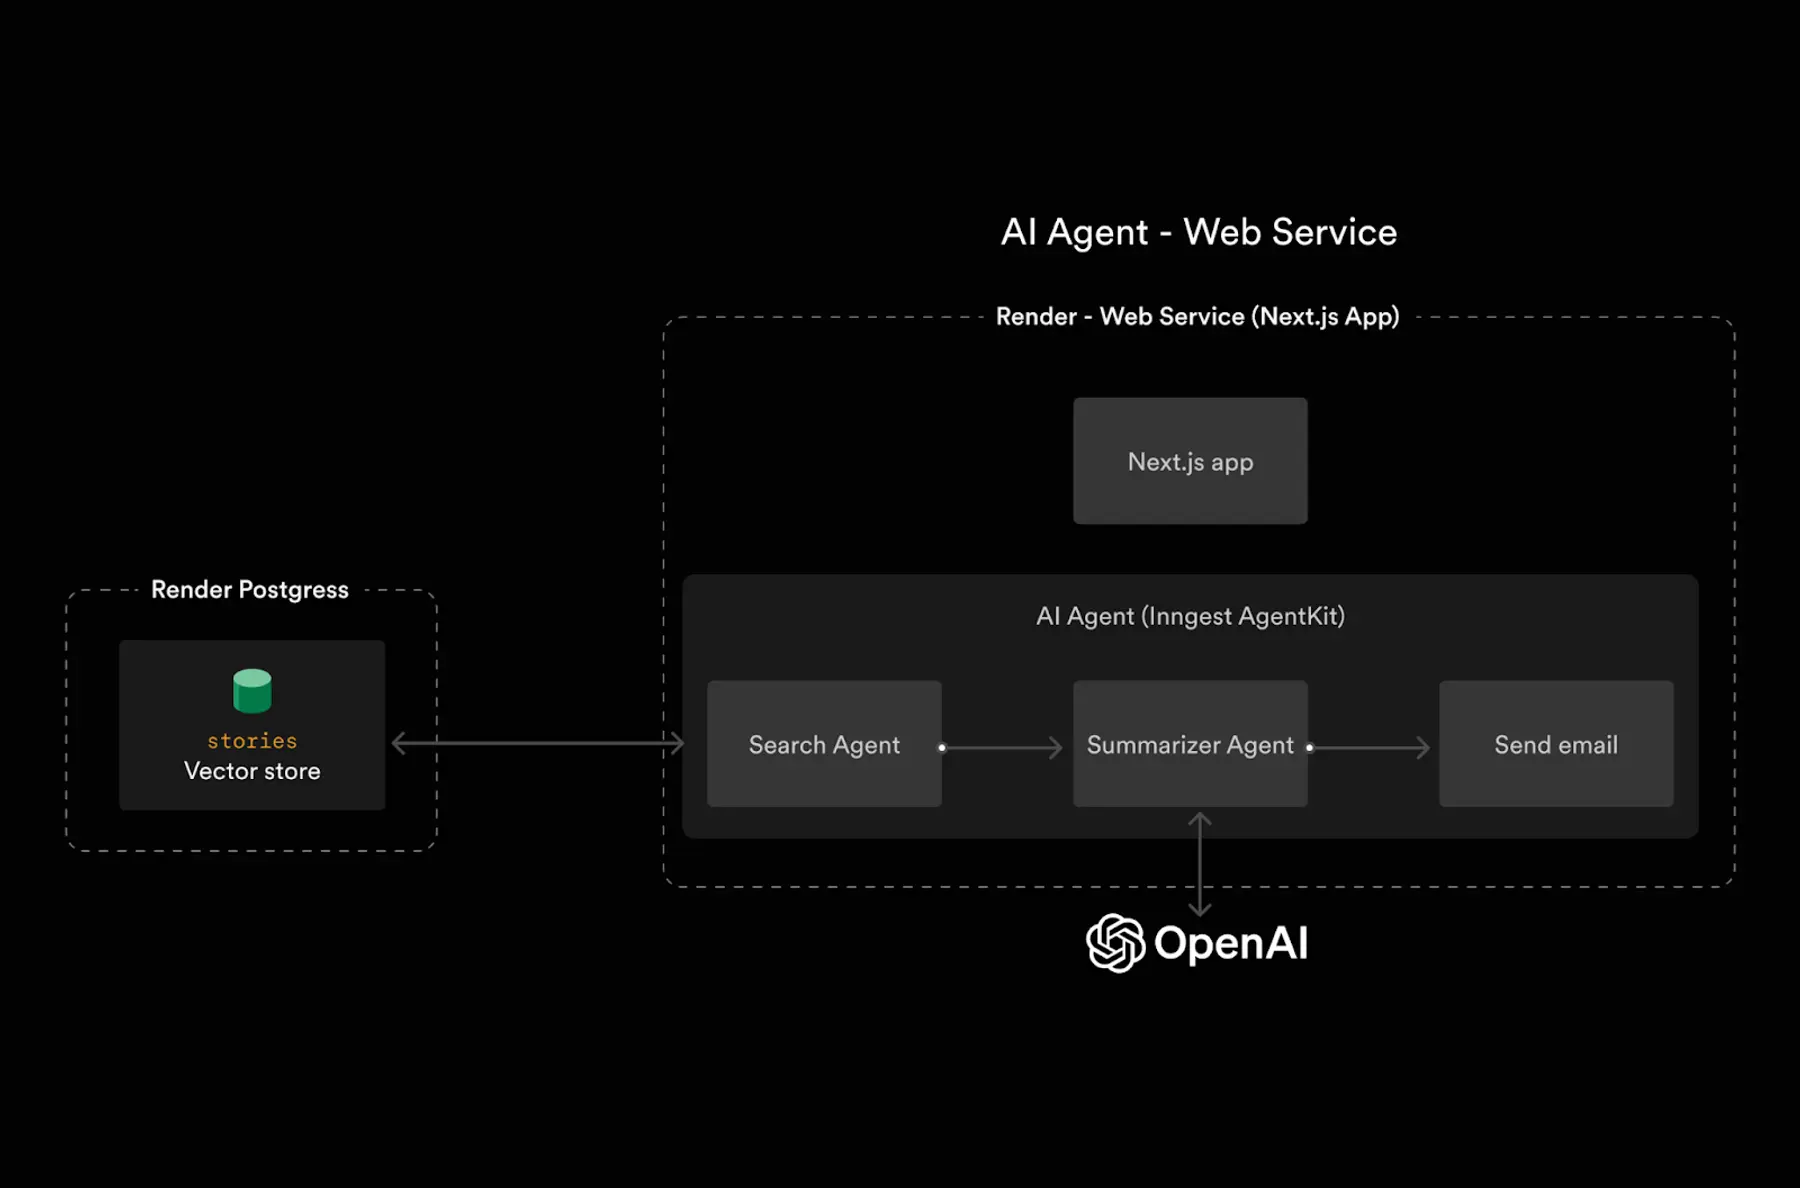 AI Agent - Web Service
Render - Web Service (Next.js App)
Next.js app
Render Postgress
stories
Vector store
AI Agent (Inngest AgentKit)
Search Agent
Summarizer Agent
Send email
OpenAI